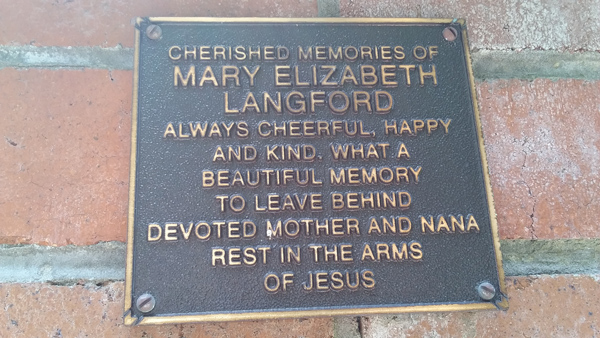 CHERISHED MEMORIES OF
MARY ELIZABETH
LANGFORD
ALWAYS CHEERFUL, HAPPY
AND KIND. WHAT A
BEAUTIFUL MEMORY
TO LEAVE BEHIND
DEVOTED MOTHER AND NANA
REST IN THE ARMS
OF JESUS